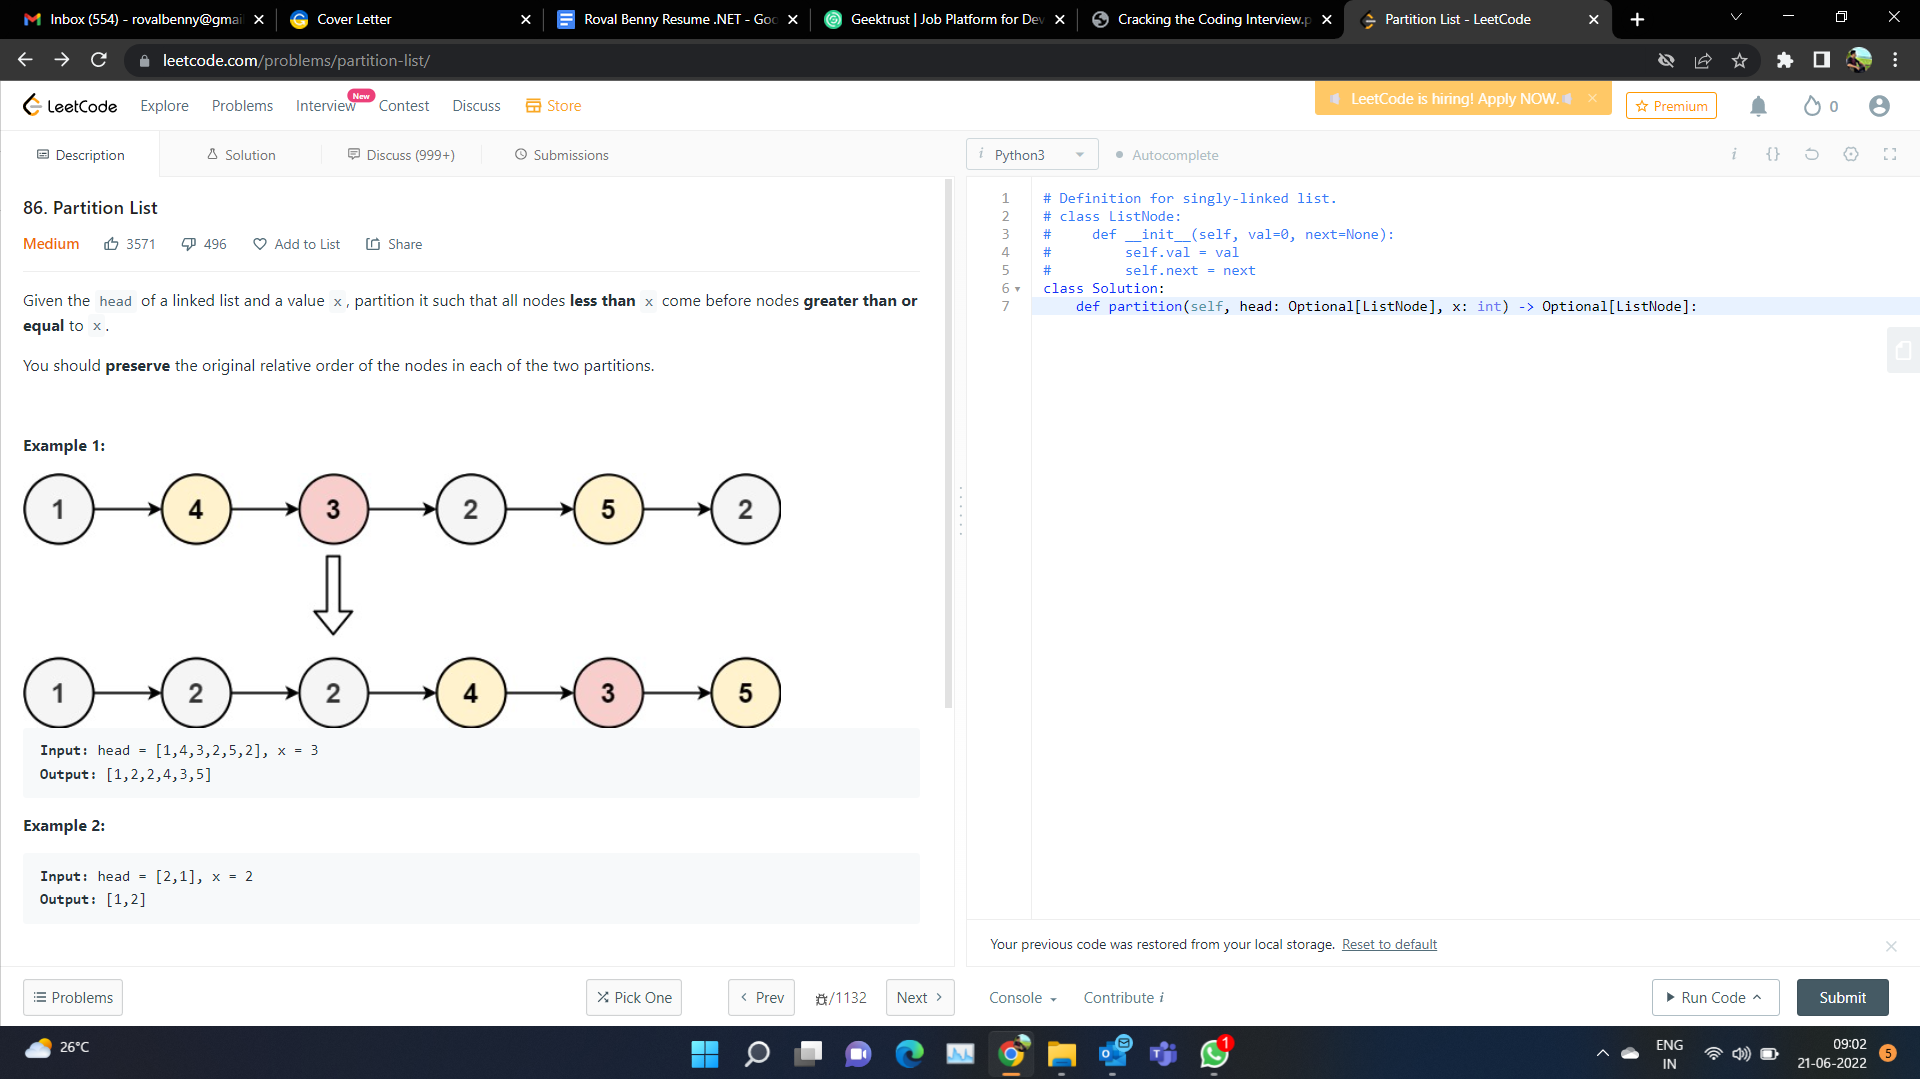 Inbox (554) - rovalbenny@gmai
Cover Letter
Roval Benny Resume .NET - Goo
Geektrust | Job Platform for Dev
Cracking the Coding Interview.p
Partition List - LeetCode
leetcode.com/problems/partition-list/
LeetCode
Explore
Problems
Interview
New
Contest
Discuss
Store
LeetCode is hiring! Apply NOW.
Premium
0
Description
Solution
Discuss (999+)
Submissions
i Python3
Autocomplete
i
{}
86. Partition List
Medium
3571
496
Add to List
Share
Given the head of a linked list and a value x, partition it such that all nodes less than x come before nodes greater than or
equal to x.
You should preserve the original relative order of the nodes in each of the two partitions.
Example 1:
1 4 3 2 5 2
1 2 2 4 3 5
Input: head = [1,4,3,2,5,2], x = 3
Output: [1,2,2,4,3,5]
Example 2:
Input: head = [2,1], x = 2
Output: [1,2]
1 # Definition for singly-linked list.
2 # class ListNode:
3 #     def __init__(self, val=0, next=None):
4 #         self.val = val
5 #         self.next = next
6 class Solution:
7     def partition(self, head: Optional[ListNode], x: int) -> Optional[ListNode]:
Your previous code was restored from your local storage. Reset to default
Problems
Pick One
Prev
/1132
Next
Console
Contribute i
Run Code
Submit
26°C
1
ENG
IN
09:02
21-06-2022
5